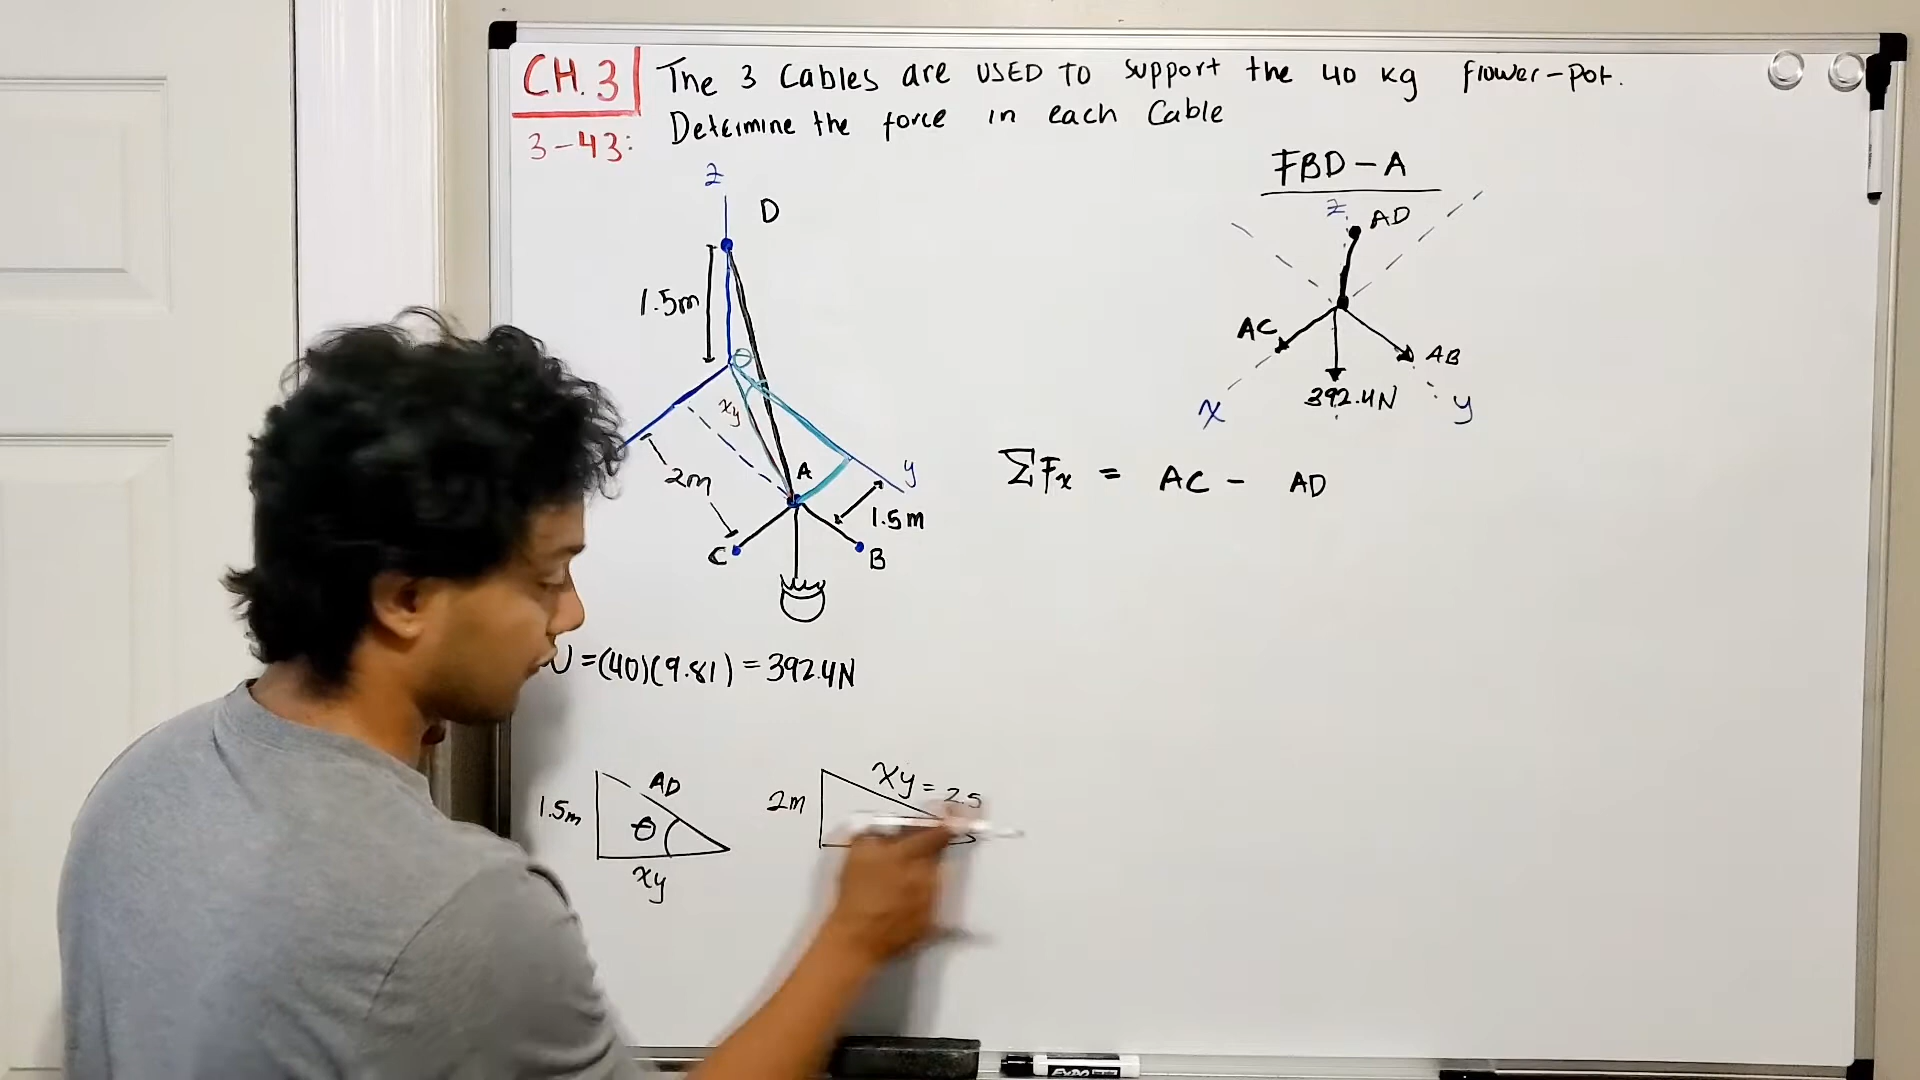 CH.3
The 3 Cables are USED TO support the 40 kg flower-pot.
3-43:
Determine the force in each Cable
FBD-A
z
D
1.5m
θ
xy
2m
A
y
1.5m
C
B
z
AD
AC
AB
392.4N
x
y
ΣFx = AC - AD
=(40)(9.81) = 392.4N
1.5m
AD
θ
xy
2m
xy = 2.5
EXPO